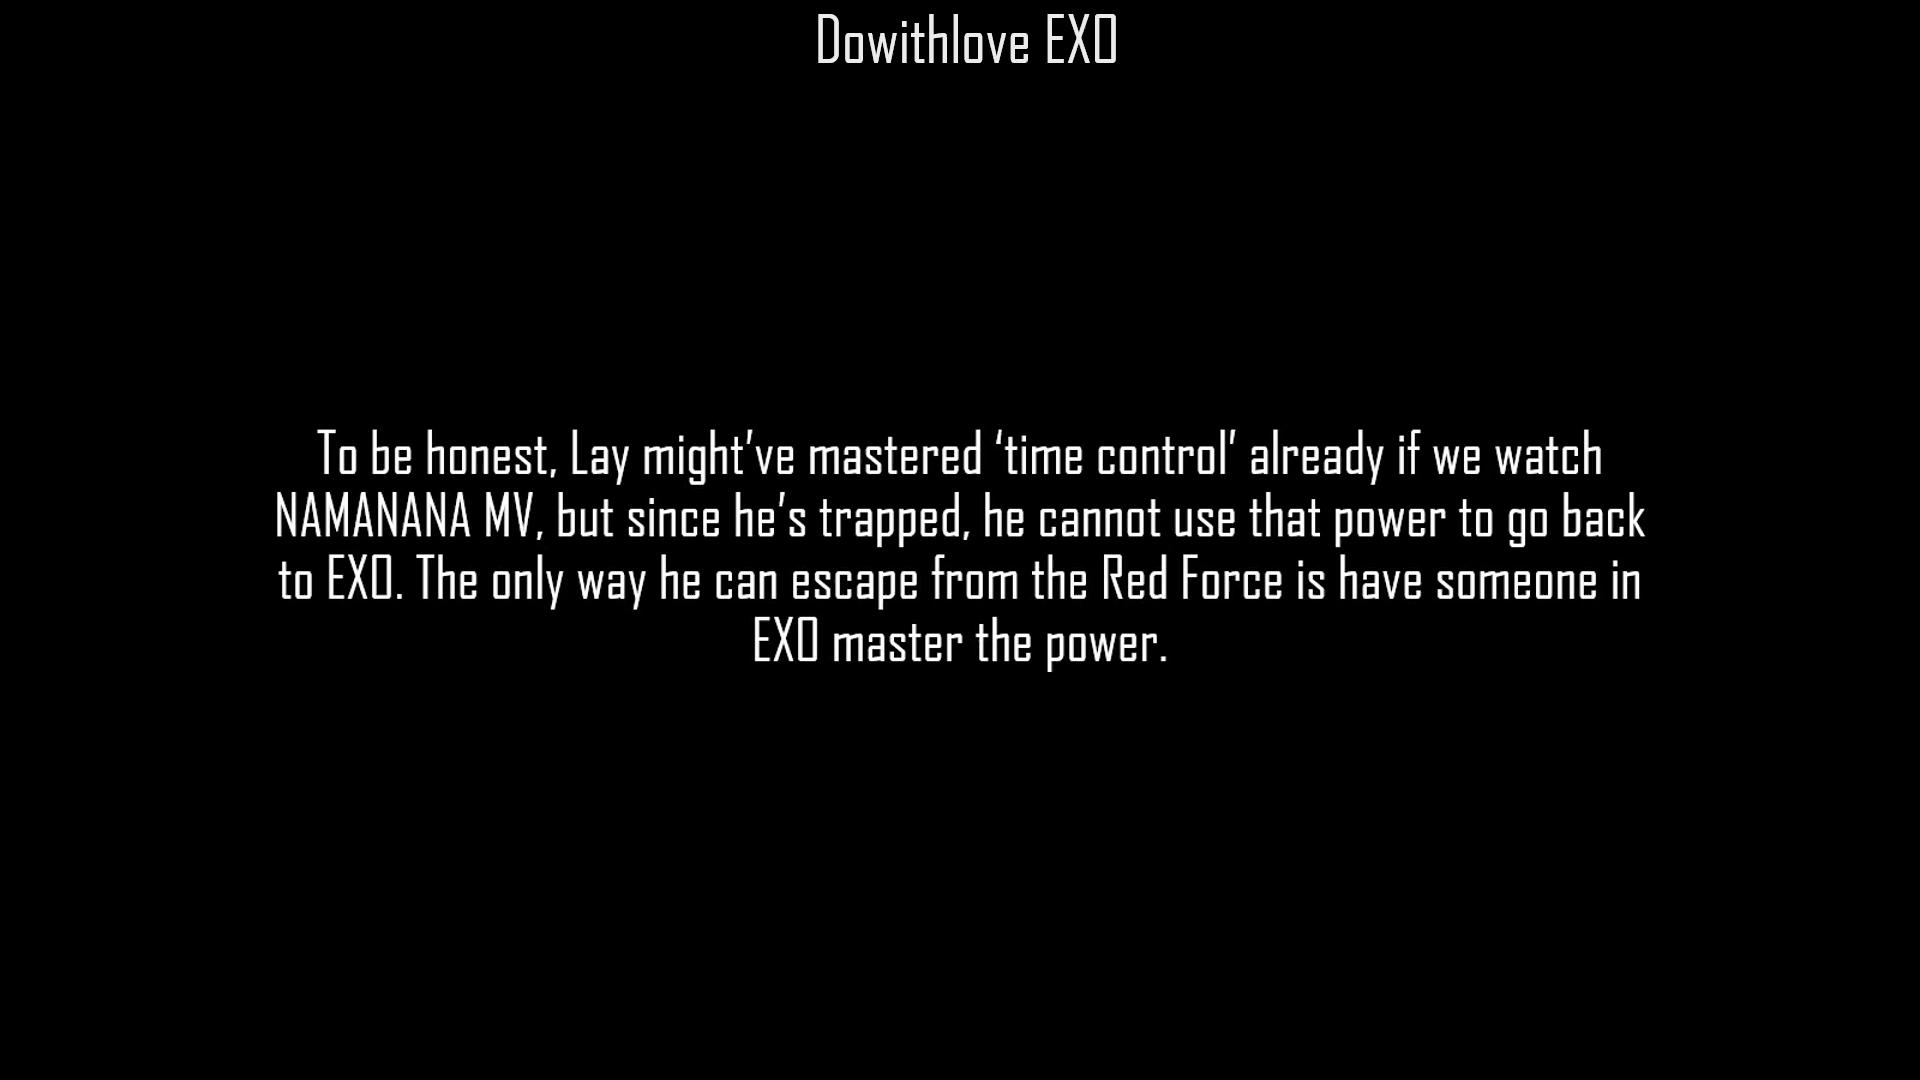 Dowithlove EXO
To be honest, Lay might’ve mastered ‘time control’ already if we watch
NAMANANA MV, but since he’s trapped, he cannot use that power to go back
to EXO. The only way he can escape from the Red Force is have someone in
EXO master the power.